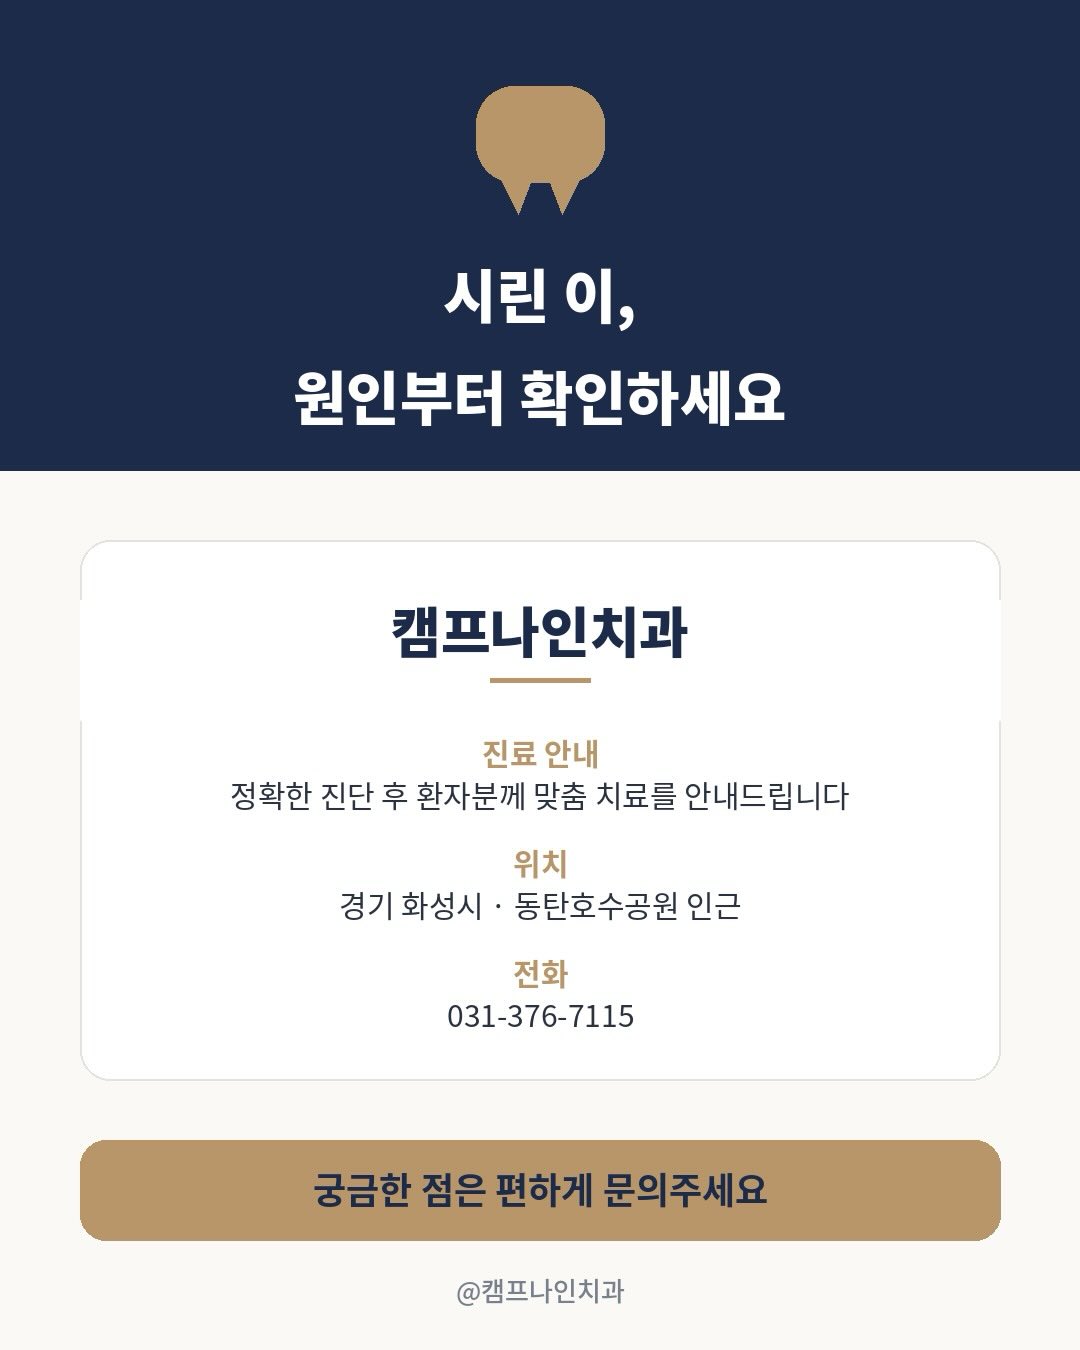 시린 이,
원인부터 확인하세요
캠프나인치과
진료 안내
정확한 진단 후 환자분께 맞춤 치료를 안내드립니다
위치
경기 화성시 · 동탄호수공원 인근
전화
031-376-7115
궁금한 점은 편하게 문의주세요
@캠프나인치과